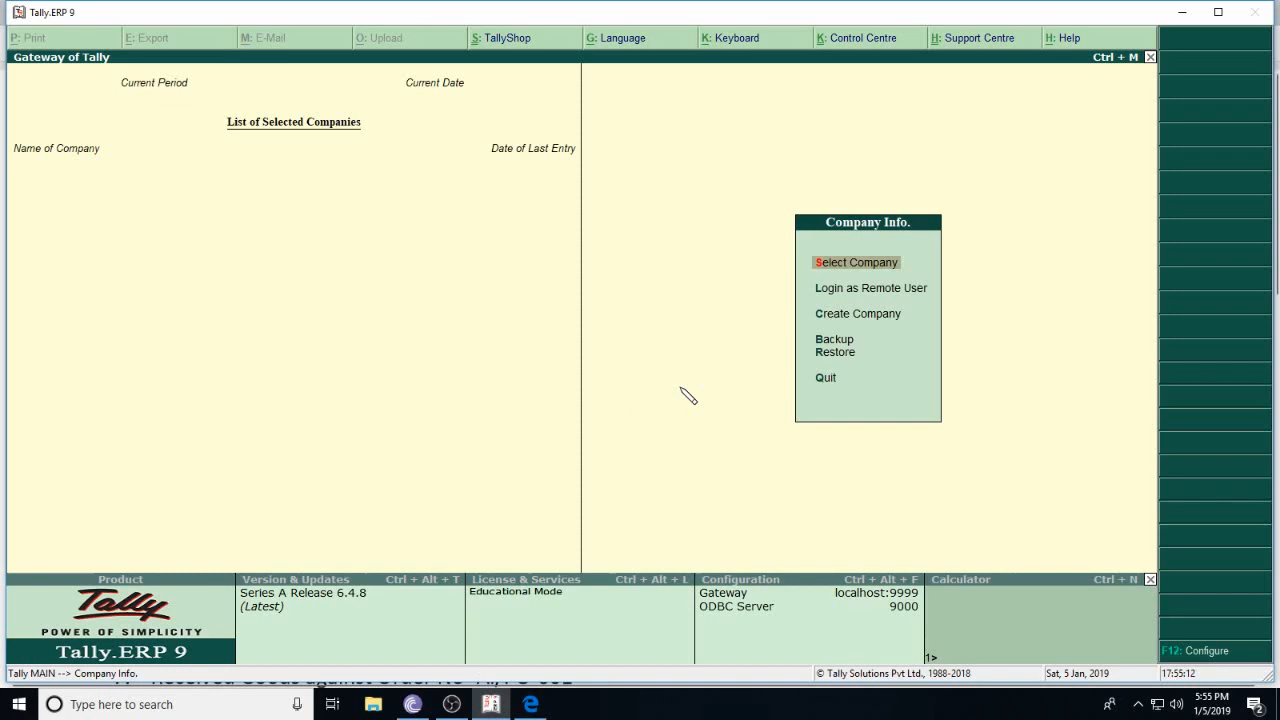 Tally.ERP 9
P: Print
E: Export
M: E-Mail
O: Upload
S: TallyShop
G: Language
K: Keyboard
K: Control Centre
H: Support Centre
H: Help
Gateway of Tally
Ctrl + M
Current Period
Current Date
List of Selected Companies
Name of Company
Date of Last Entry
Company Info.
Select Company
Login as Remote User
Create Company
Backup
Restore
Quit
Product
Tally
POWER OF SIMPLICITY
Tally.ERP 9
Version & Updates
Ctrl + Alt + T
Series A Release 6.4.8
(Latest)
License & Services
Ctrl + Alt + L
Educational Mode
Configuration
Ctrl + Alt + F
Gateway
localhost:9999
ODBC Server
9000
Calculator
Ctrl + N
1>
F12: Configure
Tally MAIN --> Company Info.
© Tally Solutions Pvt Ltd., 1988-2018
Sat, 5 Jan, 2019
17:55:12
Type here to search
5:55 PM
1/5/2019
2